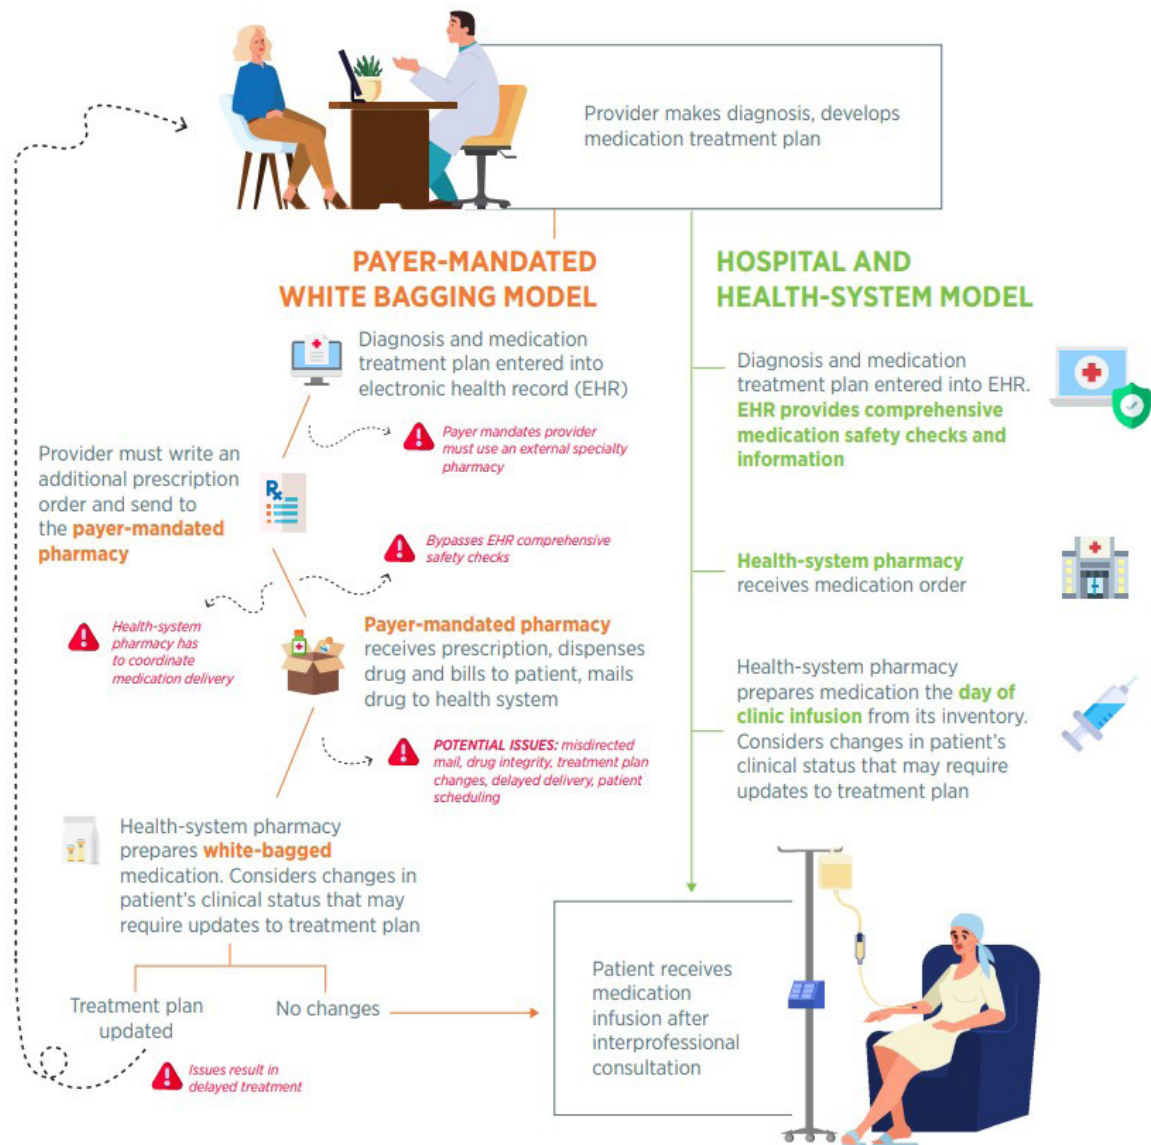 Provider makes diagnosis, develops
medication treatment plan
PAYER-MANDATED
WHITE BAGGING MODEL
Diagnosis and medication
treatment plan entered into
electronic health record (EHR)
Payer mandates provider
must use an external specialty
pharmacy
Provider must write an
additional prescription
order and send to
the payer-mandated
pharmacy
Rx
Bypasses EHR comprehensive
safety checks
Health-system
pharmacy has
to coordinate
medication delivery
Payer-mandated pharmacy
receives prescription, dispenses
drug and bills to patient, mails
drug to health system
POTENTIAL ISSUES: misdirected
mail, drug integrity, treatment plan
changes, delayed delivery, patient
scheduling
Health-system pharmacy
prepares white-bagged
medication. Considers changes in
patient's clinical status that may
require updates to treatment plan
Treatment plan
updated
No changes
Issues result in
delayed treatment
HOSPITAL AND
HEALTH-SYSTEM MODEL
Diagnosis and medication
treatment plan entered into EHR.
EHR provides comprehensive
medication safety checks and
information
Health-system pharmacy
receives medication order
Health-system pharmacy
prepares medication the day of
clinic infusion from its inventory.
Considers changes in patient's
clinical status that may require
updates to treatment plan
Patient receives
medication
infusion after
interprofessional
consultation